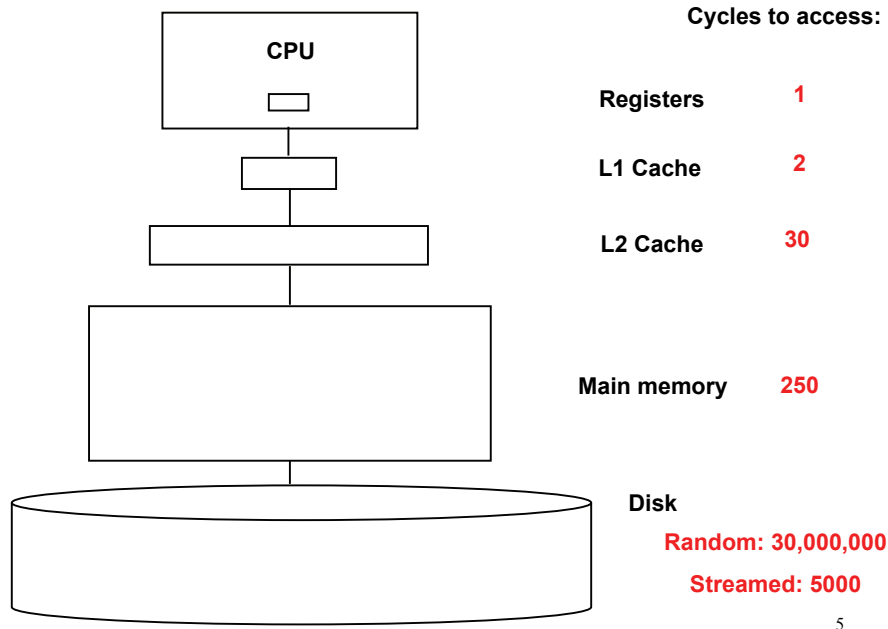 Cycles to access:
CPU
Registers 1
L1 Cache 2
L2 Cache 30
Main memory 250
Disk
Random: 30,000,000
Streamed: 5000
5